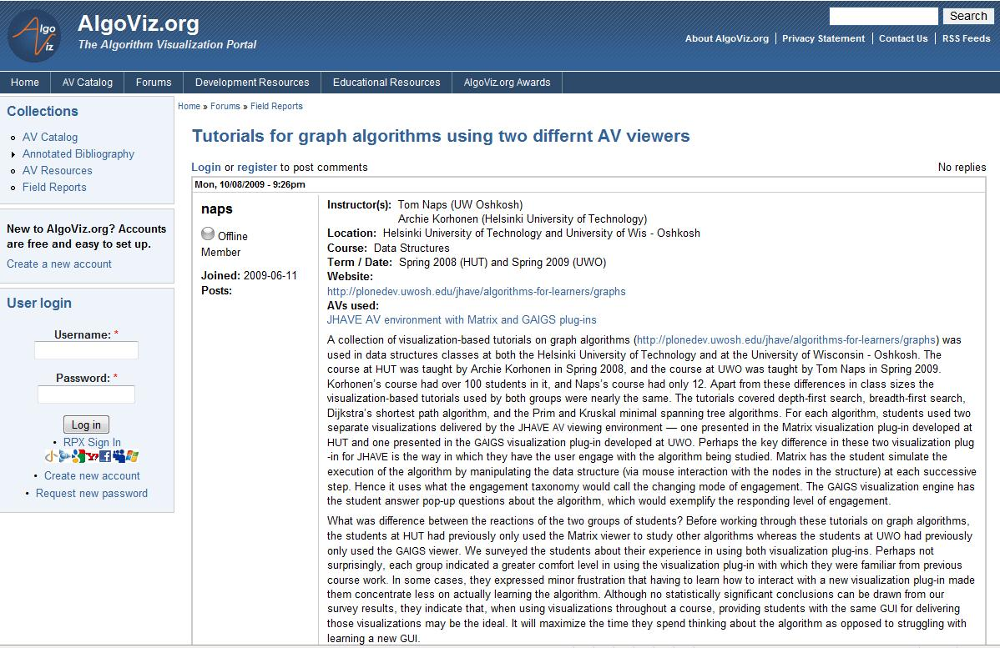 Algo
Viz
AlgoViz.org
The Algorithm Visualization Portal
Search
About AlgoViz.org | Privacy Statement | Contact Us | RSS Feeds
Home | AV Catalog | Forums | Development Resources | Educational Resources | AlgoViz.org Awards
Collections
AV Catalog
Annotated Bibliography
AV Resources
Field Reports
New to AlgoViz.org? Accounts
are free and easy to set up.
Create a new account
User login
Username: *
Password: *
Log in
RPX Sign In
Create new account
Request new password
Home » Forums » Field Reports
Tutorials for graph algorithms using two differnt AV viewers
Login or register to post comments
No replies
Mon, 10/08/2009 - 9:26pm
naps
Offline
Member
Joined: 2009-06-11
Posts:
Instructor(s): Tom Naps (UW Oshkosh)
Archie Korhonen (Helsinki University of Technology)
Location: Helsinki University of Technology and University of Wis - Oshkosh
Course: Data Structures
Term / Date: Spring 2008 (HUT) and Spring 2009 (UWO)
Website:
http://plonedev.uwosh.edu/jhave/algorithms-for-learners/graphs
AVs used:
JHAVE AV environment with Matrix and GAIGS plug-ins
A collection of visualization-based tutorials on graph algorithms (http://plonedev.uwosh.edu/jhave/algorithms-for-learners/graphs) was
used in data structures classes at both the Helsinki University of Technology and at the University of Wisconsin - Oshkosh. The
course at HUT was taught by Archie Korhonen in Spring 2008, and the course at UWO was taught by Tom Naps in Spring 2009.
Korhonen's course had over 100 students in it, and Naps's course had only 12. Apart from these differences in class sizes the
visualization-based tutorials used by both groups were nearly the same. The tutorials covered depth-first search, breadth-first search,
Dijkstra's shortest path algorithm, and the Prim and Kruskal minimal spanning tree algorithms. For each algorithm, students used two
separate visualizations delivered by the JHAVE AV viewing environment — one presented in the Matrix visualization plug-in developed at
HUT and one presented in the GAIGS visualization plug-in developed at UWO. Perhaps the key difference in these two visualization plug
-in for JHAVE is the way in which they have the user engage with the algorithm being studied. Matrix has the student simulate the
execution of the algorithm by manipulating the data structure (via mouse interaction with the nodes in the structure) at each successive
step. Hence it uses what the engagement taxonomy would call the changing mode of engagement. The GAIGS visualization engine has
the student answer pop-up questions about the algorithm, which would exemplify the responding level of engagement.
What was difference between the reactions of the two groups of students? Before working through these tutorials on graph algorithms,
the students at HUT had previously only used the Matrix viewer to study other algorithms whereas the students at UWO had previously
only used the GAIGS viewer. We surveyed the students about their experience in using both visualization plug-ins. Perhaps not
surprisingly, each group indicated a greater comfort level in using the visualization plug-in with which they were familiar from previous
course work. In some cases, they expressed minor frustration that having to learn how to interact with a new visualization plug-in made
them concentrate less on actually learning the algorithm. Although no statistically significant conclusions can be drawn from our
survey results, they indicate that, when using visualizations throughout a course, providing students with the same GUI for delivering
those visualizations may be the ideal. It will maximize the time they spend thinking about the algorithm as opposed to struggling with
learning a new GUI.